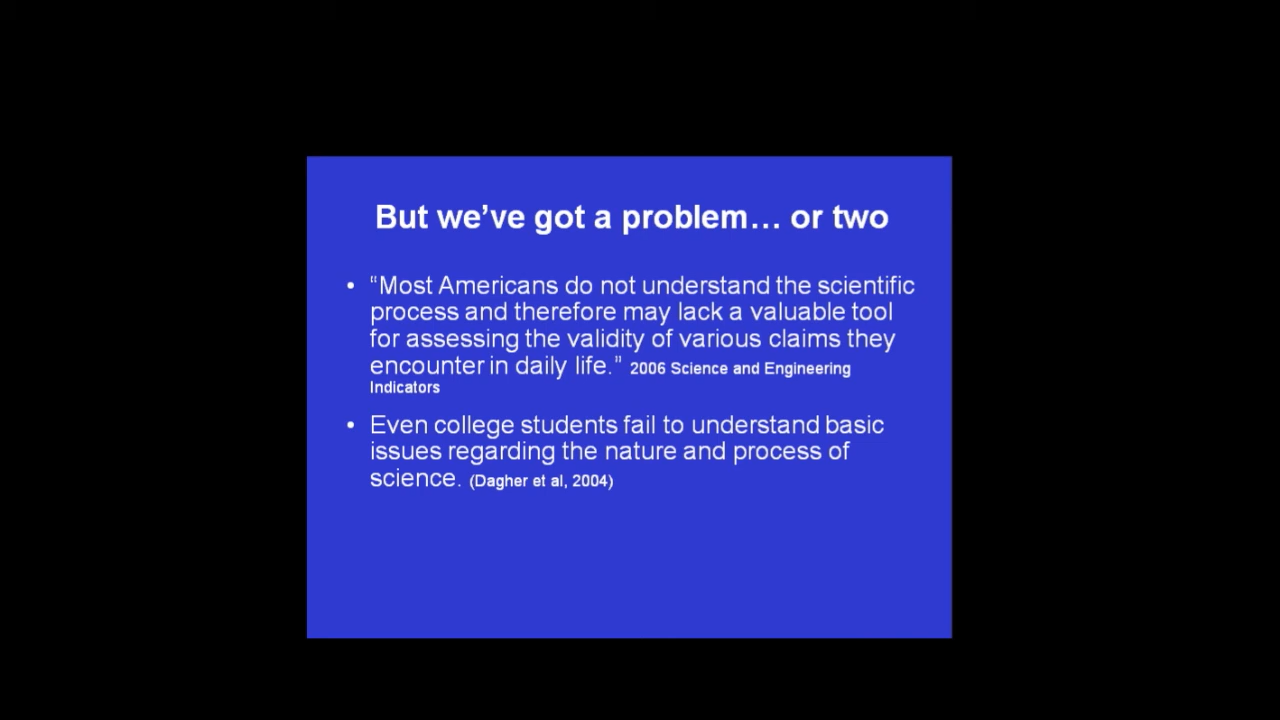 But we’ve got a problem… or two
• “Most Americans do not understand the scientific
process and therefore may lack a valuable tool
for assessing the validity of various claims they
encounter in daily life.” 2006 Science and Engineering
Indicators
• Even college students fail to understand basic
issues regarding the nature and process of
science. (Dagher et al, 2004)